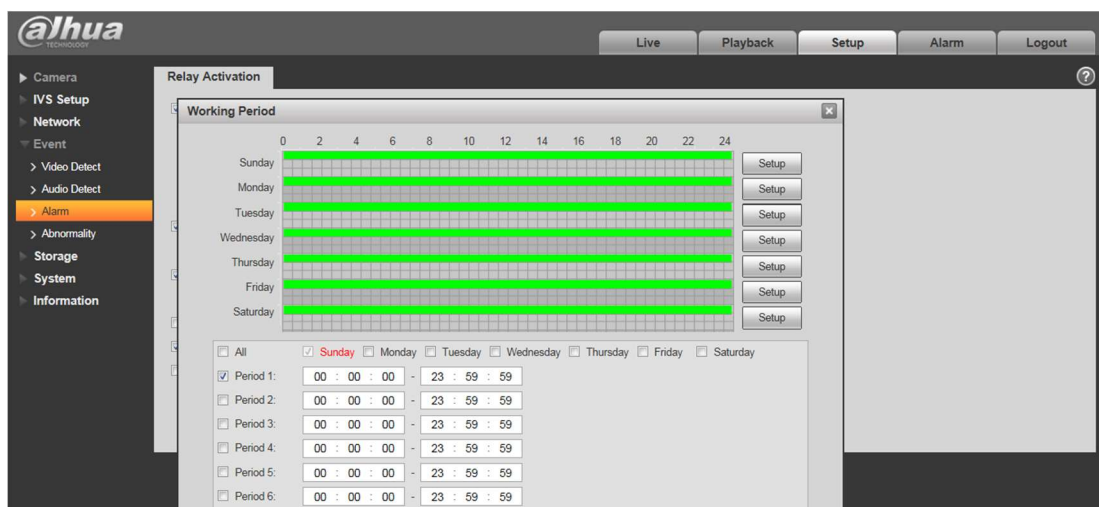 alhua
TECHNOLOGY
Live Playback Setup Alarm Logout
Camera
IVS Setup
Network
Event
Video Detect
Audio Detect
Alarm
Abnormality
Storage
System
Information
Relay Activation
?
Working Period
0 2 4 6 8 10 12 14 16 18 20 22 24
Sunday Setup
Monday Setup
Tuesday Setup
Wednesday Setup
Thursday Setup
Friday Setup
Saturday Setup
All Sunday Monday Tuesday Wednesday Thursday Friday Saturday
Period 1: 00 : 00 : 00 - 23 : 59 : 59
Period 2: 00 : 00 : 00 - 23 : 59 : 59
Period 3: 00 : 00 : 00 - 23 : 59 : 59
Period 4: 00 : 00 : 00 - 23 : 59 : 59
Period 5: 00 : 00 : 00 - 23 : 59 : 59
Period 6: 00 : 00 : 00 - 23 : 59 : 59